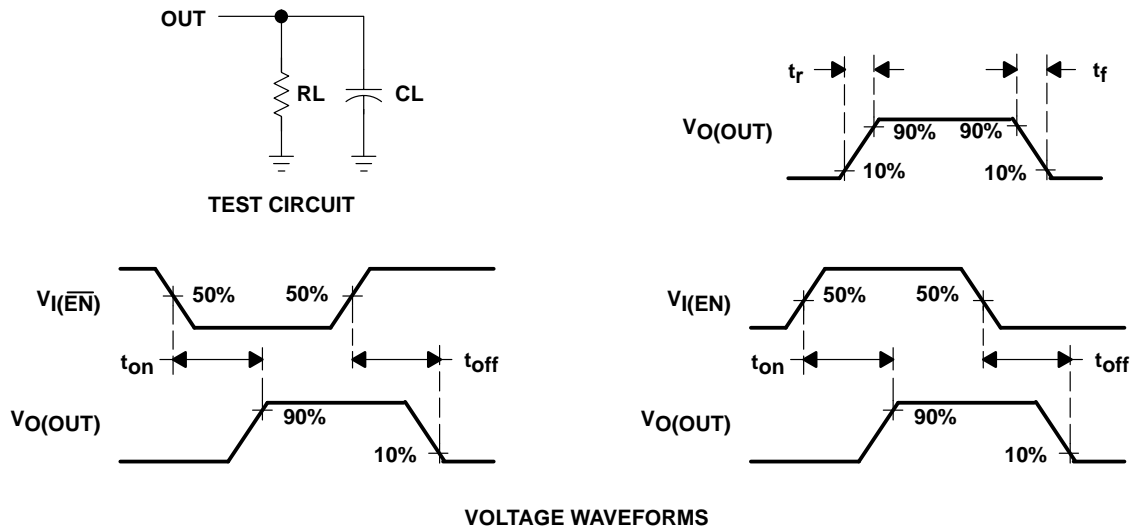 OUT
RL
CL
TEST CIRCUIT
tr
tf
VO(OUT)
90%
90%
10%
10%
VI(E̅N̅)
50%
50%
ton
toff
VO(OUT)
90%
10%
VI(EN)
50%
50%
ton
toff
VO(OUT)
90%
10%
VOLTAGE WAVEFORMS